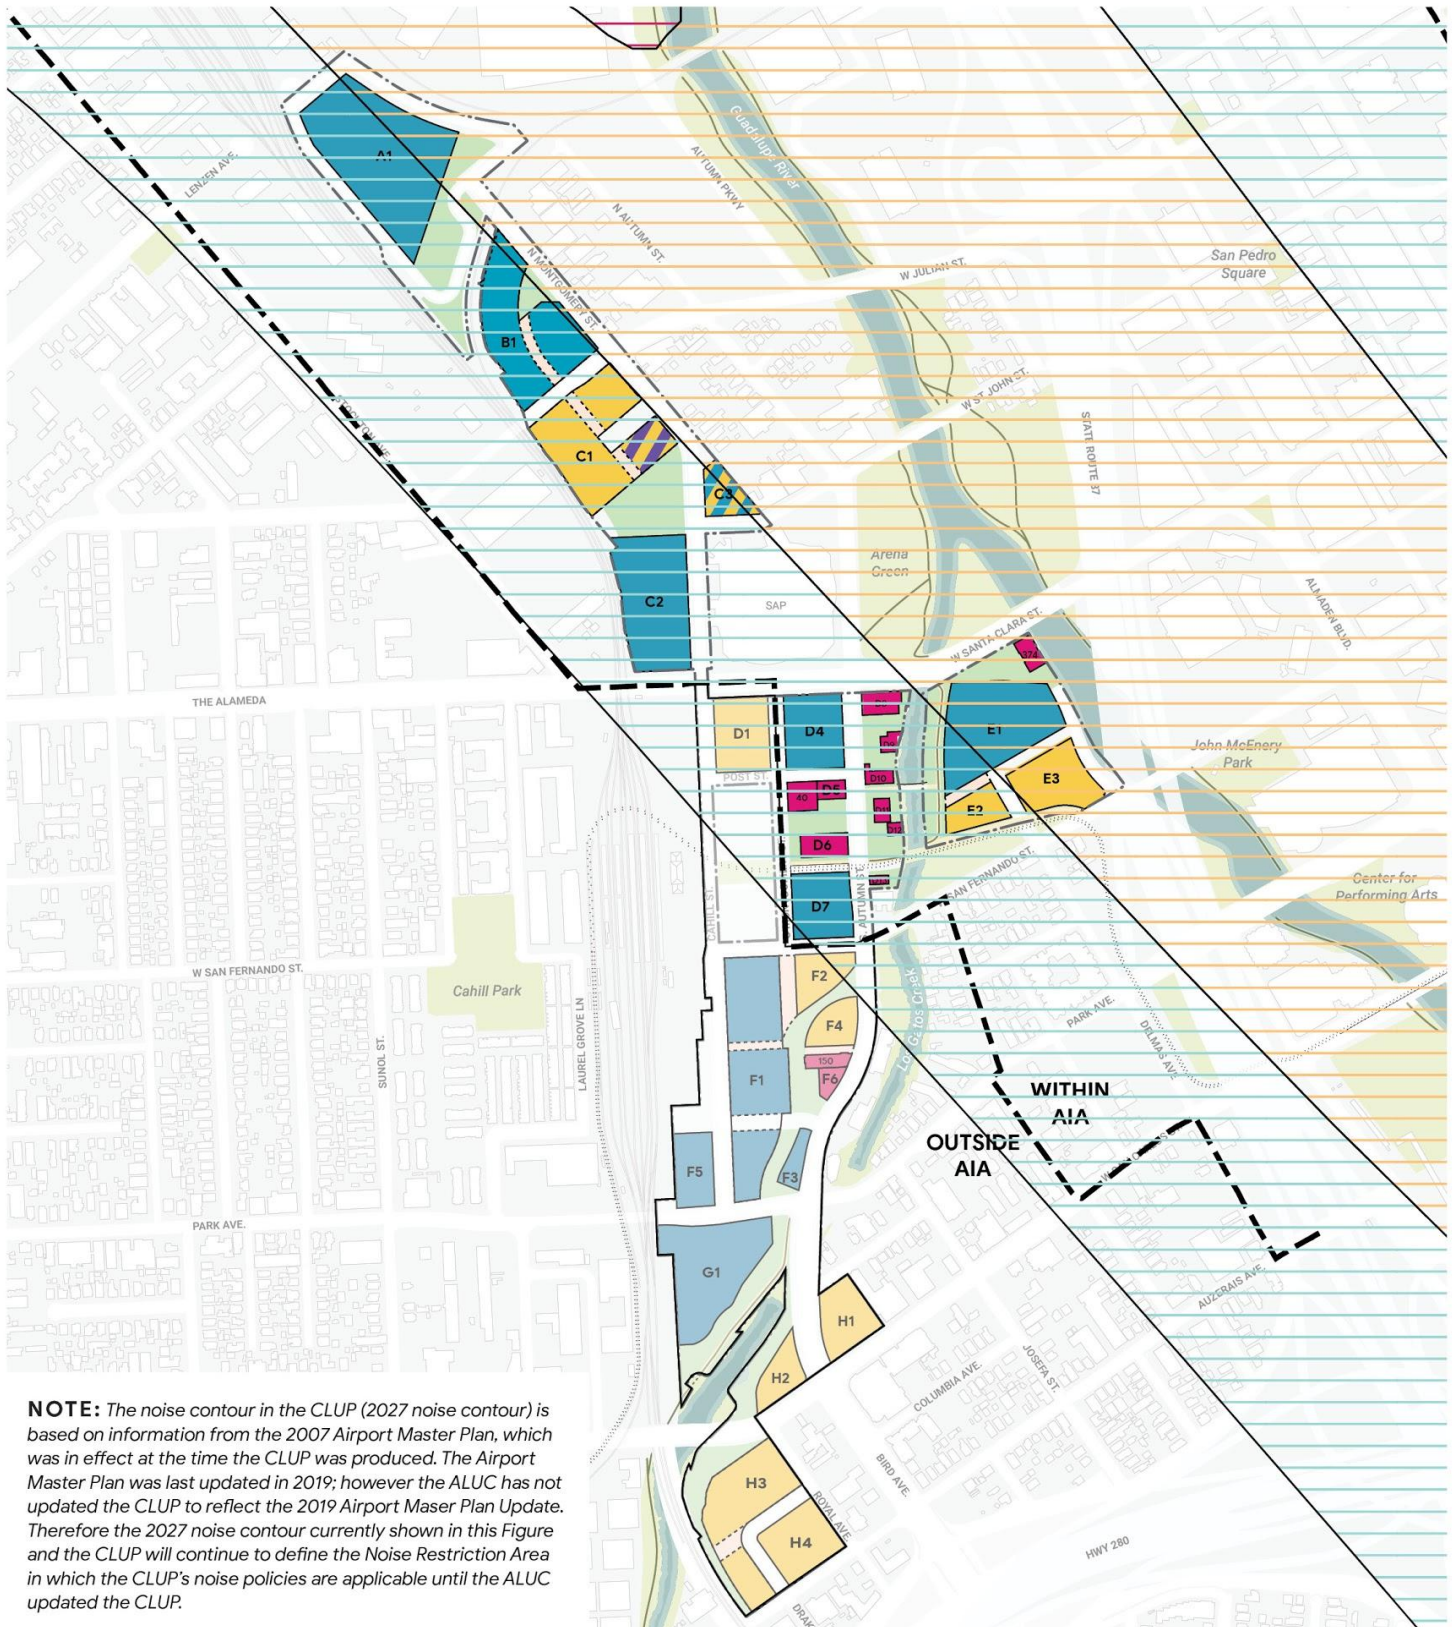 Guadalupe River
AUTUMN PKWY
LENZEN AVE.
A1
N AUTUMN ST.
N MONTGOMERY ST.
W JULIAN ST.
San Pedro
Square
B1
W ST JOHN ST.
STOCKTON AVE.
STATE ROUTE 87
C1
C3
Arena
Green
C2
SAP
ALMADEN BLVD.
W SANTA CLARA ST.
374
THE ALAMEDA
D1
D4
D9
E1
John McEnery
Park
POST ST.
D10
E3
40
D5
E2
D12
D6
SAN FERNANDO ST.
Center for
Performing Arts
CAHILL ST.
D7
S. AUTUMN ST.
W SAN FERNANDO ST.
Cahill Park
F2
Los Gatos Creek
LAUREL GROVE LN
F4
PARK AVE.
DELMAS AVE.
SUNOL ST.
150
F1
F6
WITHIN
AIA
OUTSIDE
AIA
F5
F3
PARK AVE.
G1
AUZERAIS AVE.
H1
H2
JOSEFA ST.
COLUMBIA AVE.
BIRD AVE.
H3
ROYAL AVE.
H4
HWY 280
DRAK
NOTE: The noise contour in the CLUP (2027 noise contour) is
based on information from the 2007 Airport Master Plan, which
was in effect at the time the CLUP was produced. The Airport
Master Plan was last updated in 2019; however the ALUC has not
updated the CLUP to reflect the 2019 Airport Maser Plan Update.
Therefore the 2027 noise contour currently shown in this Figure
and the CLUP will continue to define the Noise Restriction Area
in which the CLUP's noise policies are applicable until the ALUC
updated the CLUP.